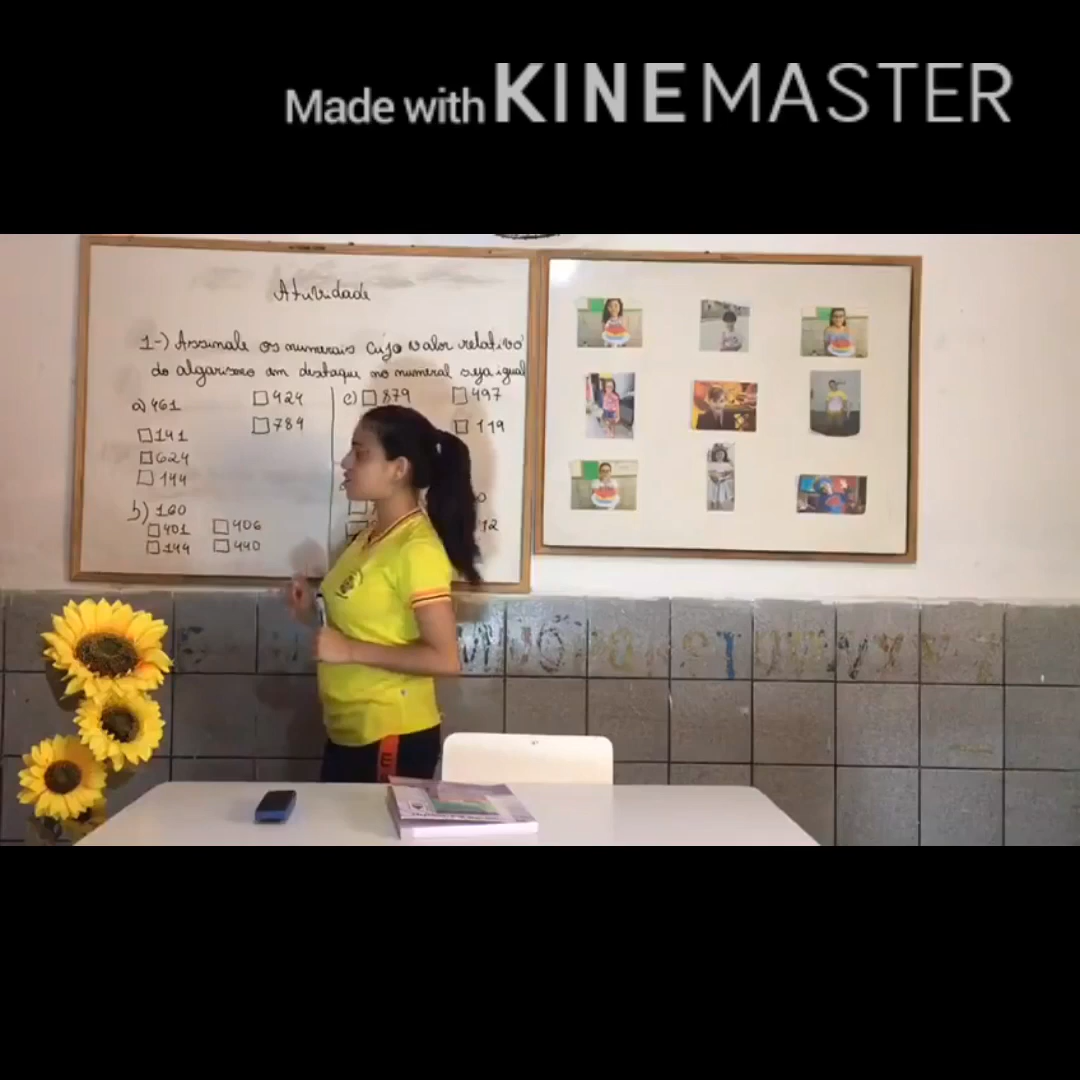 Made with KINEMASTER
Atividade
1-) Assinale os numerais cujo valor relativo
do algarismo em destaque no numeral seja igual
a) 461
141
624
144
424
784
b) 160
401
144
406
440
c) 879
497
119